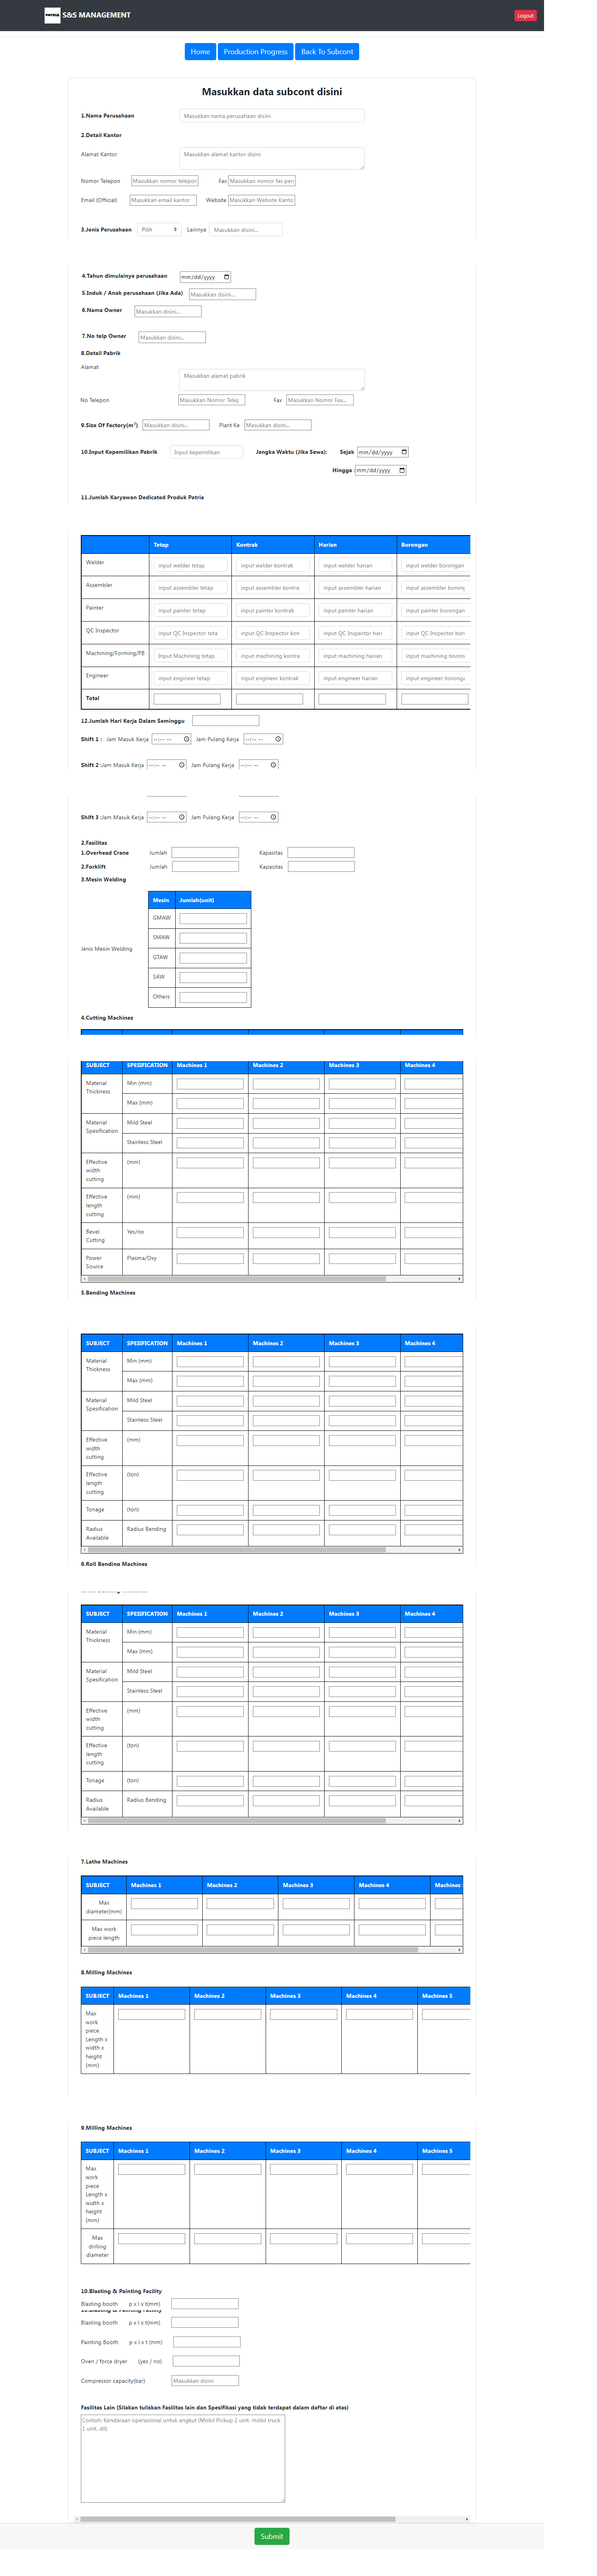 PATRIA S&S MANAGEMENT Logout
Home Production Progress Back To Subcont
Masukkan data subcont disini
1.Nama Perusahaan Masukkan nama perusahaan disini
2.Detail Kantor
Alamat Kantor Masukkan alamat kantor disini
Nomor Telepon Masukkan nomor telepon Fax Masukkan nomor fax pen
Email (Official) Masukkan email kantor Website Masukkan Website Kanto
3.Jenis Perusahaan Pilih Lainnya Masukkan disini...
4.Tahun dimulainya perusahaan mm/dd/yyyy
5.Induk / Anak perusahaan (Jika Ada) Masukkan disini...
6.Nama Owner Masukkan disini...
7.No telp Owner Masukkan disini...
8.Detail Pabrik
Alamat
Masukkan alamat pabrik
No Telepon Masukkan Nomor Telep Fax Masukkan Nomor Fax...
9.Size Of Factory(m²) Masukkan disini... Plant Ke Masukkan disini...
10.Input Kepemilikan Pabrik Input kepemilikan Jangka Waktu (Jika Sewa): Sejak mm/dd/yyyy
Hingga : mm/dd/yyyy
11.Jumlah Karyawan Dedicated Produk Patria
Tetap Kontrak Harian Borongan
Welder input welder tetap input welder kontrak input welder harian input welder borongan
Assembler input assembler tetap input assembler kontra input assembler harian input assembler boron
Painter input painter tetap input painter kontrak input painter harian input painter borongan
QC Inspector input QC Inspector teta input QC Inspector kon input QC Inspector hari input QC Inspector bor
Machining/Forming/PB Input Machining tetap input machining kontra input machining harian input machining boron
Engineer input engineer tetap input engineer kontrak input engineer harian input engineer boronga
Total
12.Jumlah Hari Kerja Dalam Seminggu
Shift 1 : Jam Masuk Kerja --:-- -- Jam Pulang Kerja --:-- --
Shift 2 :Jam Masuk Kerja --:-- -- Jam Pulang Kerja --:-- --
Shift 3 :Jam Masuk Kerja --:-- -- Jam Pulang Kerja --:-- --
2.Fasilitas
1.Overhead Crane Jumlah Kapasitas
2.Forklift Jumlah Kapasitas
3.Mesin Welding
Mesin Jumlah(unit)
GMAW
SMAW
Jenis Mesin Welding
GTAW
SAW
Others
4.Cutting Machines
SUBJECT SPESIFICATION Machines 1 Machines 2 Machines 3 Machines 4
Material Thickness Min (mm)
Max (mm)
Material Spesification Mild Steel
Stainless Steel
Effective width cutting (mm)
Effective length cutting (mm)
Bevel Cutting Yes/no
Power Source Plasma/Oxy
5.Bending Machines
SUBJECT SPESIFICATION Machines 1 Machines 2 Machines 3 Machines 4
Material Thickness Min (mm)
Max (mm)
Material Spesification Mild Steel
Stainless Steel
Effective width cutting (mm)
Effective length cutting (ton)
Tonage (ton)
Radius Available Radius Bending
6.Roll Bending Machines
SUBJECT SPESIFICATION Machines 1 Machines 2 Machines 3 Machines 4
Material Thickness Min (mm)
Max (mm)
Material Spesification Mild Steel
Stainless Steel
Effective width cutting (mm)
Effective length cutting (ton)
Tonage (ton)
Radius Available Radius Bending
7.Lathe Machines
SUBJECT Machines 1 Machines 2 Machines 3 Machines 4 Machines
Max diameter(mm)
Max work piece length
8.Milling Machines
SUBJECT Machines 1 Machines 2 Machines 3 Machines 4 Machines 5
Max work piece Length x width x height (mm)
9.Milling Machines
SUBJECT Machines 1 Machines 2 Machines 3 Machines 4 Machines 5
Max work piece Length x width x height (mm)
Max drilling diameter
10.Blasting & Painting Facility
Blasting booth p x l x t(mm)
10.Blasting & Painting Facility
Blasting booth p x l x t(mm)
Painting Booth p x l x t (mm)
Oven / force dryer (yes / no)
Compressor capacity(bar) Masukkan disini
Fasilitas Lain (Silakan tuliskan Fasilitas lain dan Spesifikasi yang tidak terdapat dalam daftar di atas)
Contoh: Kendaraan operasional untuk angkut (Mobil Pickup 2 unit, mobil truck
1 unit, dll)
Submit